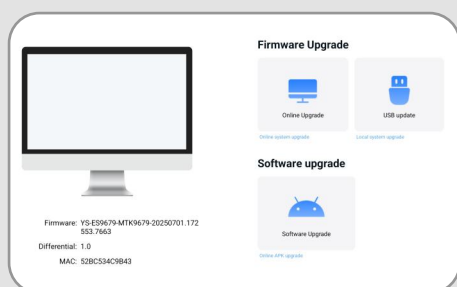 Firmware Upgrade
Online Upgrade
USB update
Online system upgrade
Local system upgrade
Software upgrade
Software Upgrade
Online APK upgrade
Firmware: YS-ES9679-MTK9679-20250701.172
553.7663
Differential: 1.0
MAC: 52BC534C9B43